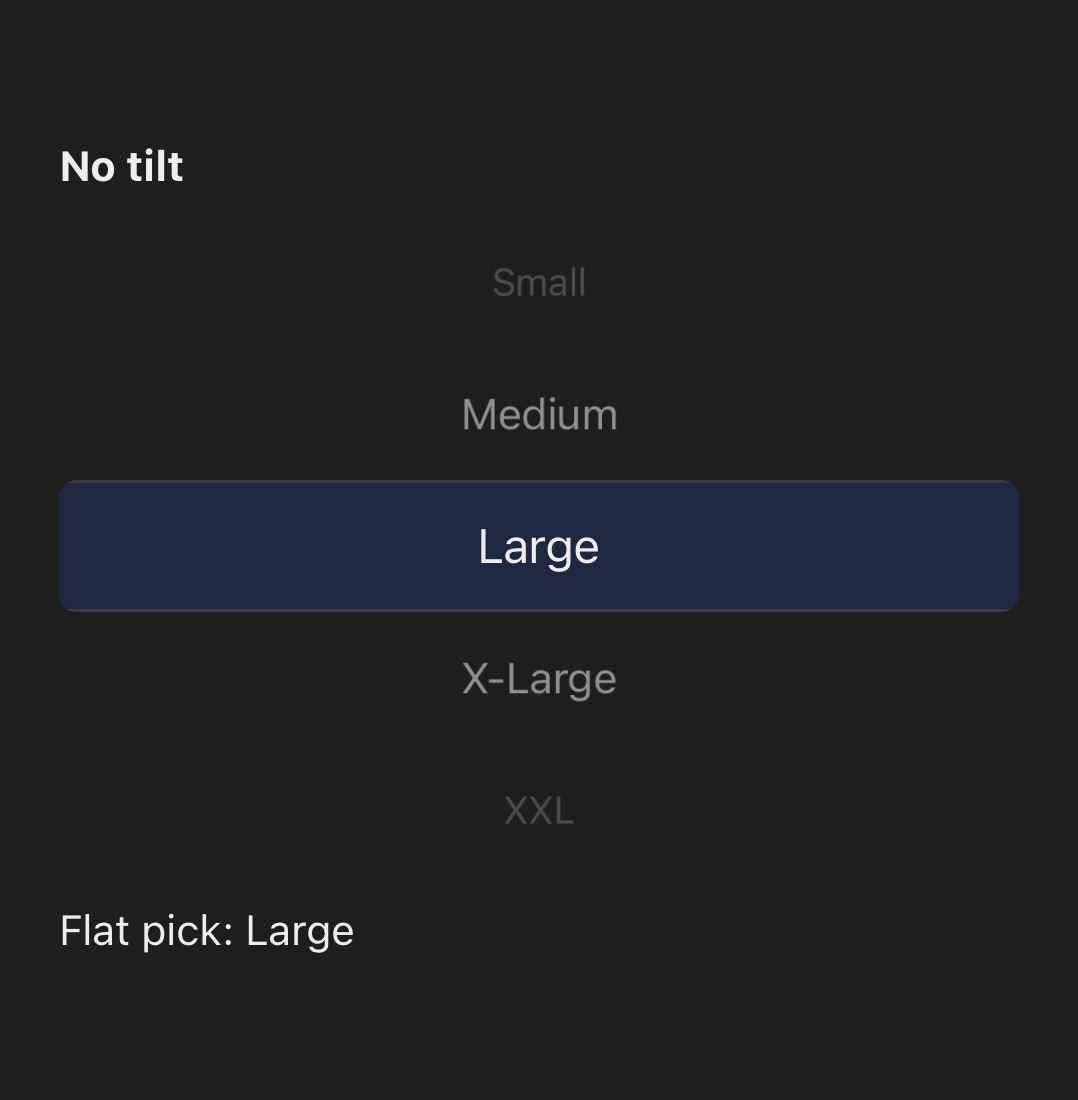 No tilt
Small
Medium
Large
X-Large
XXL
Flat pick: Large